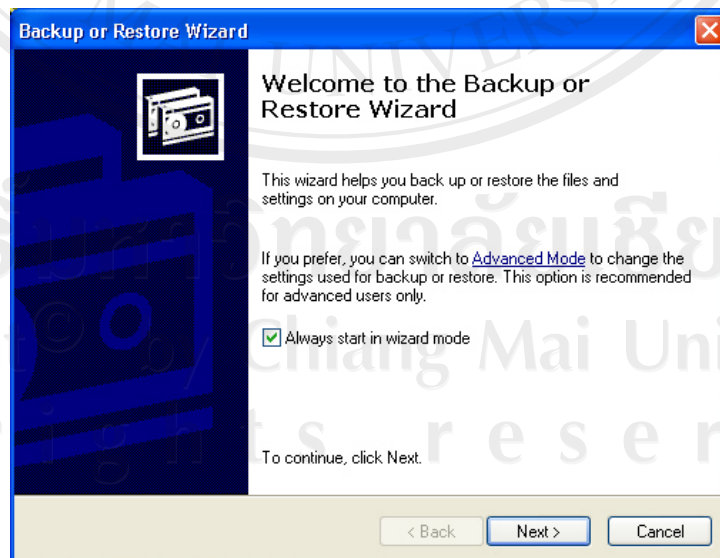 Backup or Restore Wizard
Welcome to the Backup or
Restore Wizard
This wizard helps you back up or restore the files and
settings on your computer.
If you prefer, you can switch to Advanced Mode to change the
settings used for backup or restore. This option is recommended
for advanced users only.
Always start in wizard mode
To continue, click Next.
< Back
Next >
Cancel
by Chiang Mai Uni
rights reser